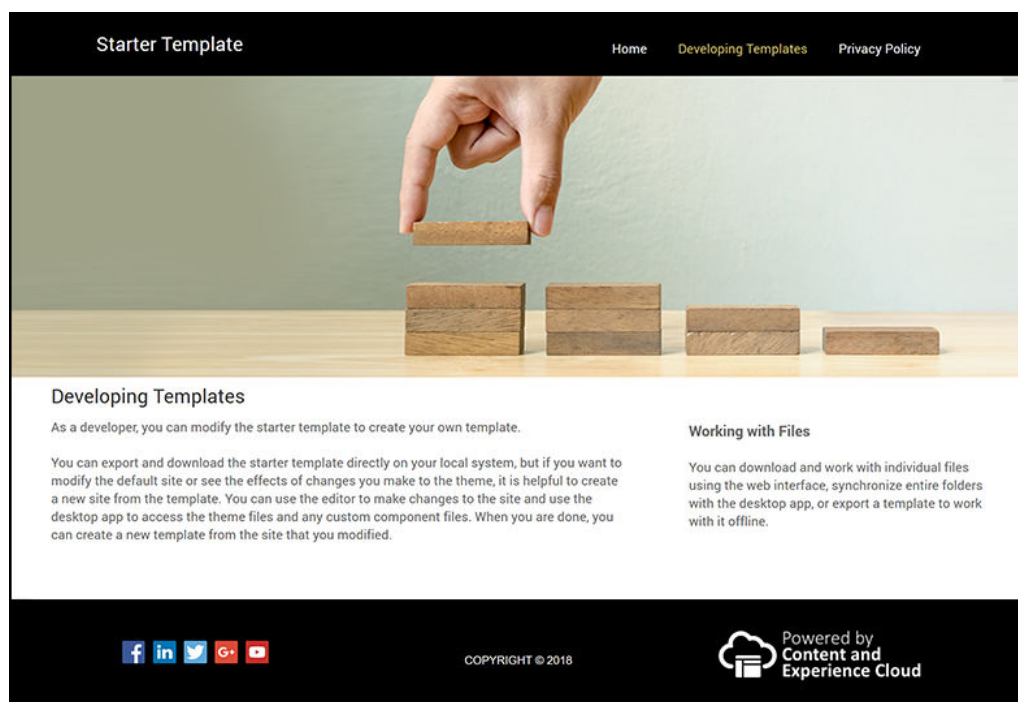 Starter Template
Home Developing Templates Privacy Policy
Developing Templates
As a developer, you can modify the starter template to create your own template.
You can export and download the starter template directly on your local system, but if you want to
modify the default site or see the effects of changes you make to the theme, it is helpful to create
a new site from the template. You can use the editor to make changes to the site and use the
desktop app to access the theme files and any custom component files. When you are done, you
can create a new template from the site that you modified.
Working with Files
You can download and work with individual files
using the web interface, synchronize entire folders
with the desktop app, or export a template to work
with it offline.
f in G+
COPYRIGHT © 2018
Powered by
Content and
Experience Cloud